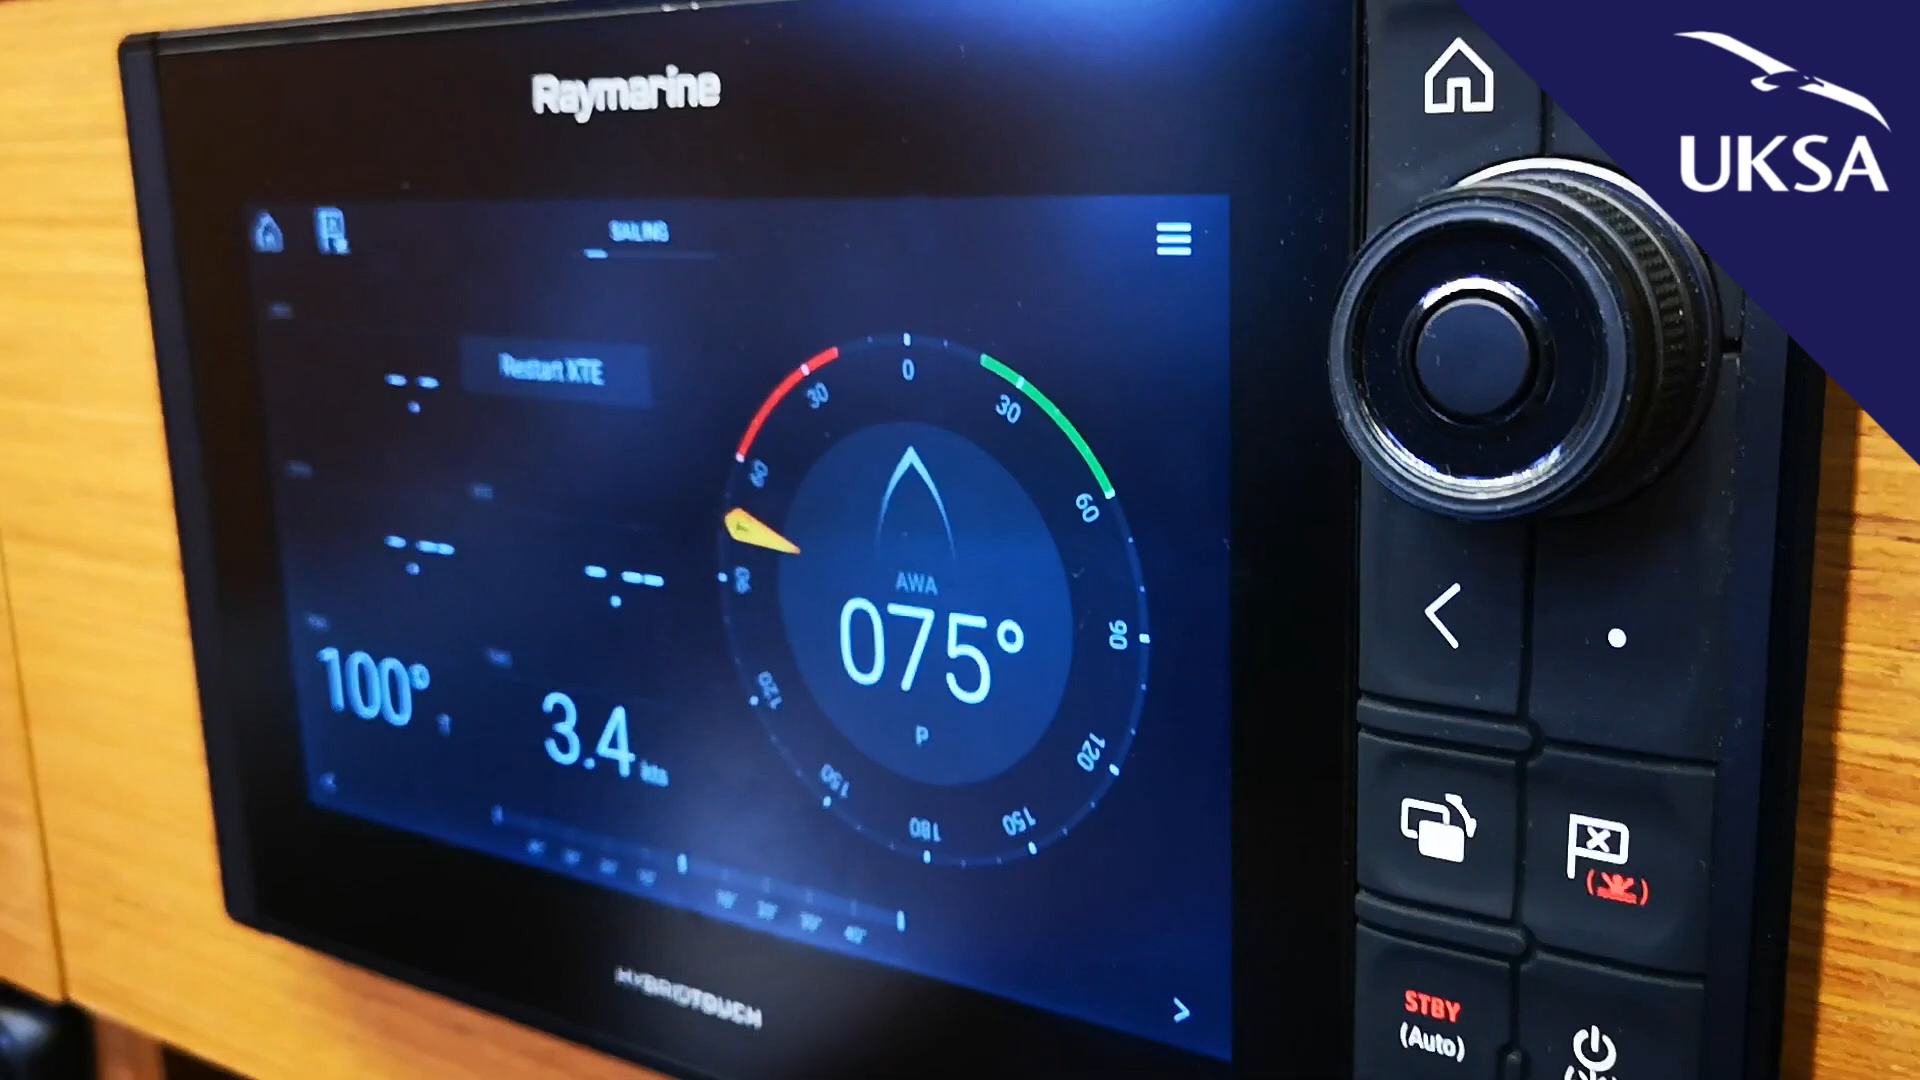 Raymarine
UKSA
SAILING
Restart XTE
0
30
30
60
60
90
90
120
120
150
150
180
AWA
075°
P
100°
T
3.4 kts
HYBRIDTOUCH
STBY
(Auto)